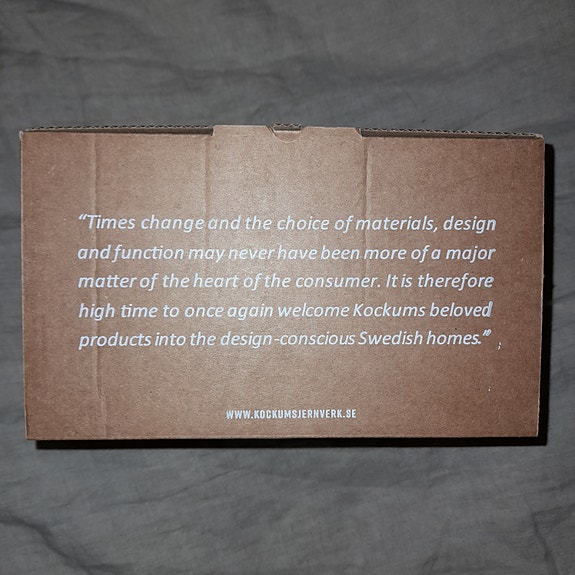 “Times change and the choice of materials, design
and function may never have been more of a major
matter of the heart of the consumer. It is therefore
high time to once again welcome Kockums beloved
products into the design-conscious Swedish homes.”
WWW.KOCKUMSJERNVERK.SE